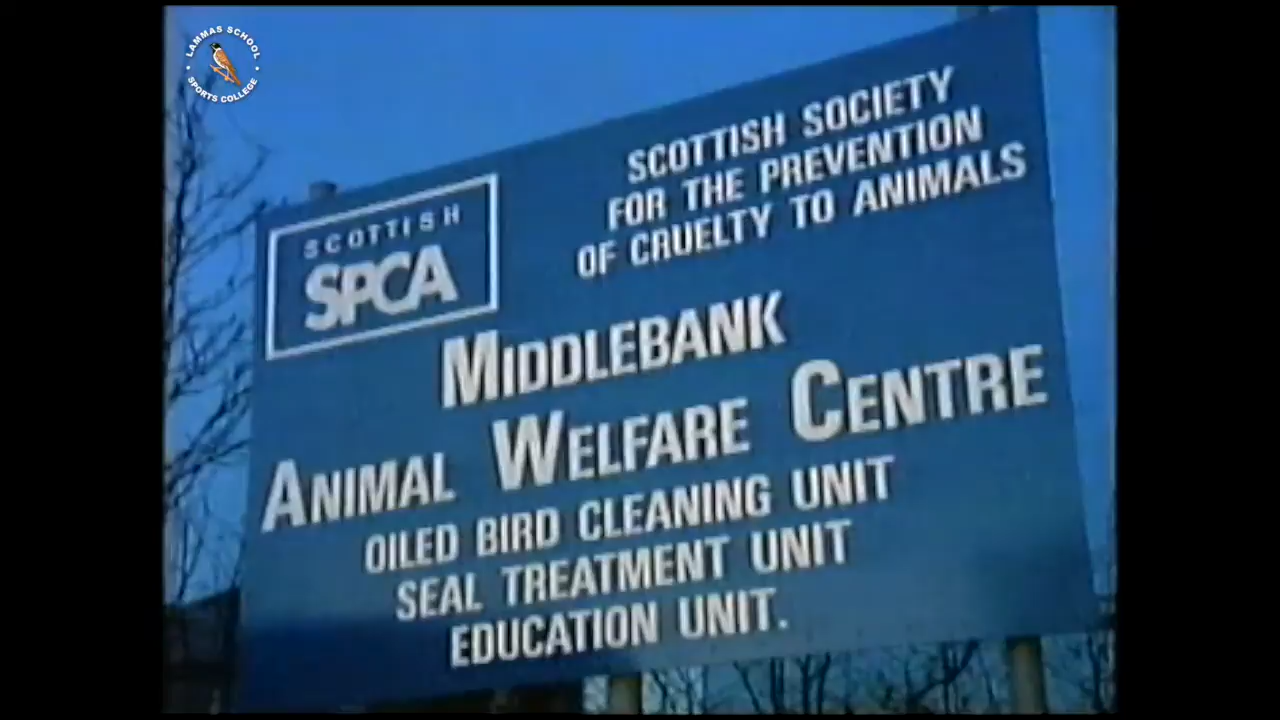 LAMMAS SCHOOL
SPORTS COLLEGE
SCOTTISH
SPCA
SCOTTISH SOCIETY
FOR THE PREVENTION
OF CRUELTY TO ANIMALS
MIDDLEBANK
ANIMAL WELFARE CENTRE
OILED BIRD CLEANING UNIT
SEAL TREATMENT UNIT
EDUCATION UNIT.